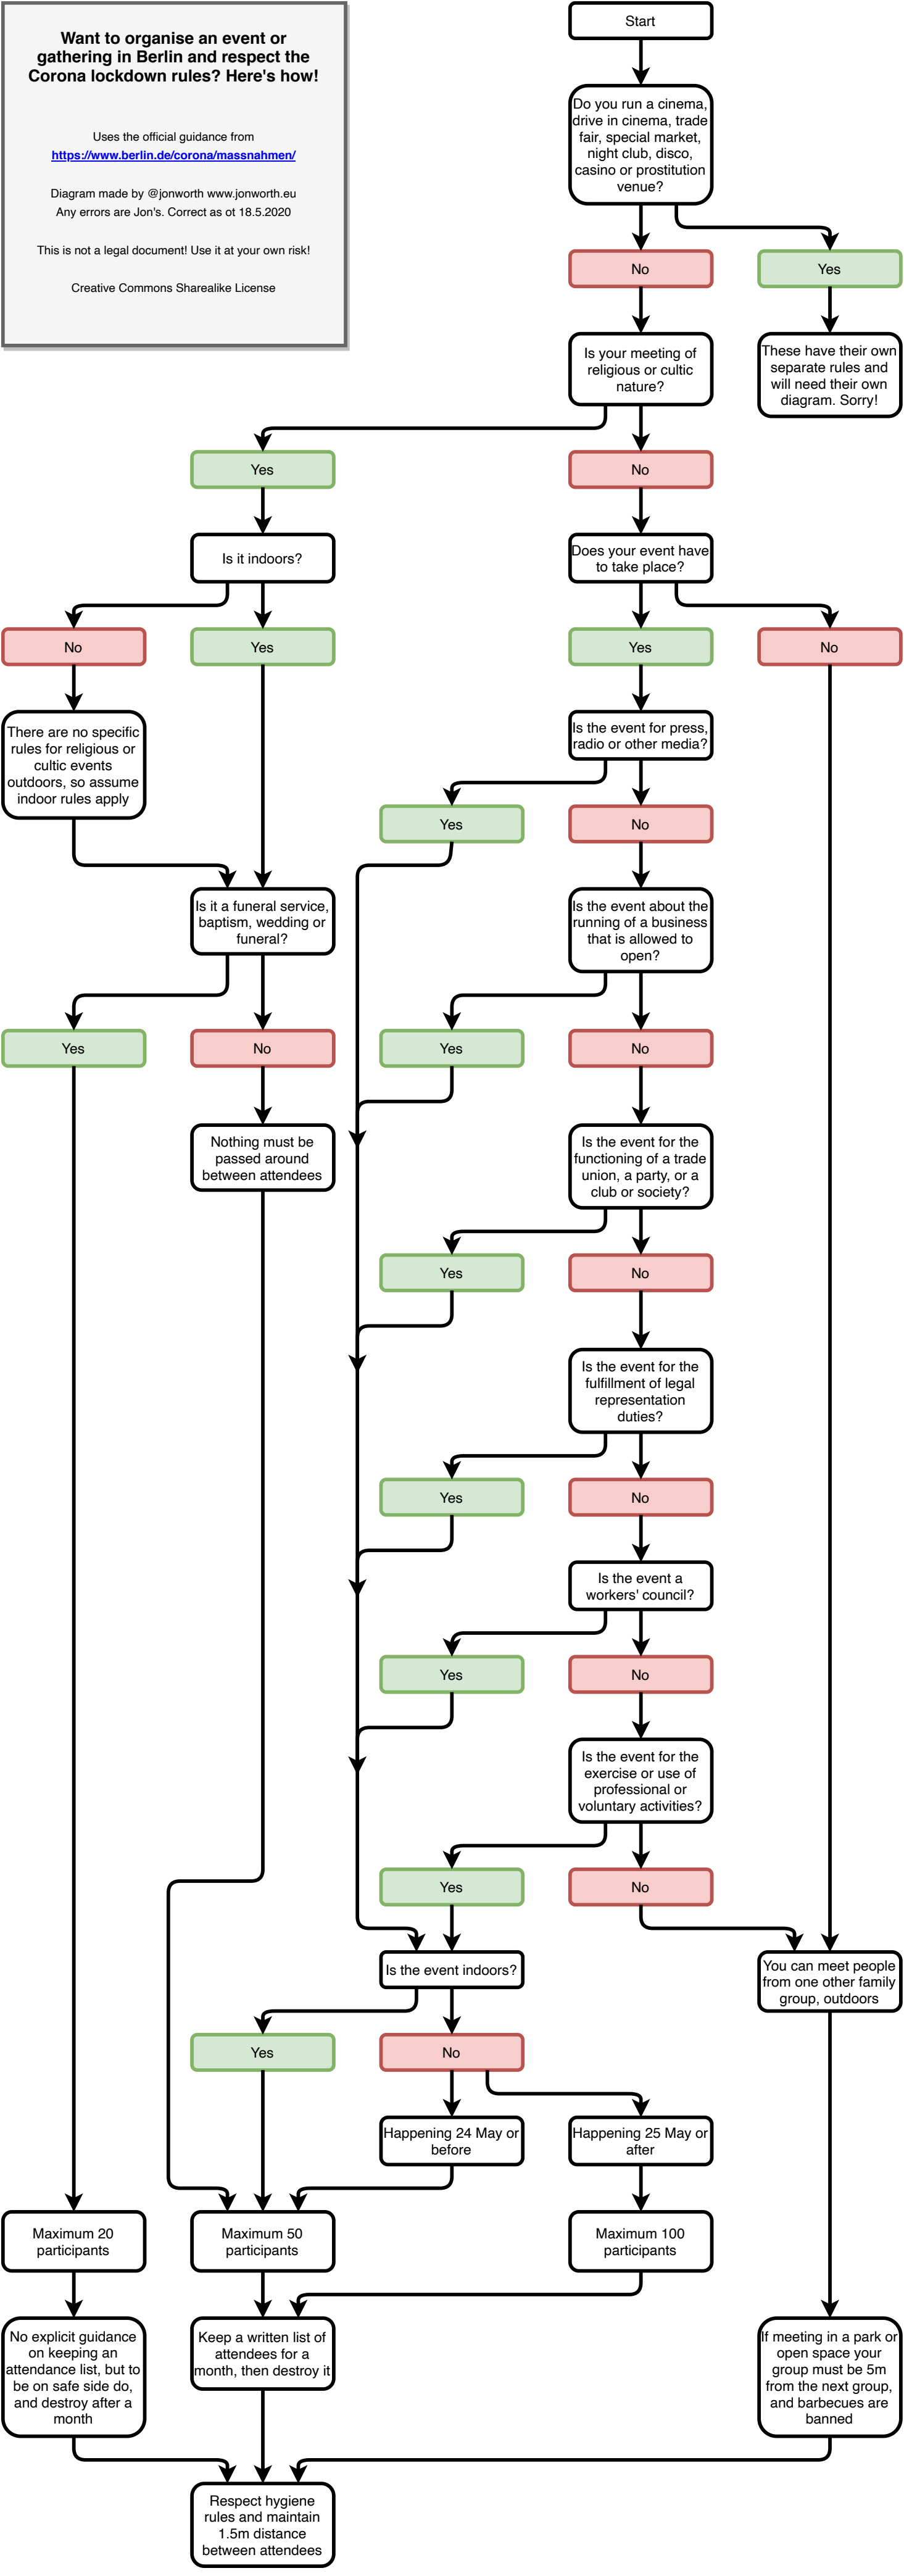 Want to organise an event or
gathering in Berlin and respect the
Corona lockdown rules? Here's how!
Uses the official guidance from
https://www.berlin.de/corona/massnahmen/
Diagram made by @jonworth www.jonworth.eu
Any errors are Jon's. Correct as ot 18.5.2020
This is not a legal document! Use it at your own risk!
Creative Commons Sharealike License
Start
Do you run a cinema,
drive in cinema, trade
fair, special market,
night club, disco,
casino or prostitution
venue?
No
Yes
Is your meeting of
religious or cultic
nature?
These have their own
separate rules and
will need their own
diagram. Sorry!
Yes
No
Is it indoors?
Does your event have
to take place?
No
Yes
Yes
No
There are no specific
rules for religious or
cultic events
outdoors, so assume
indoor rules apply
Is the event for press,
radio or other media?
Yes
No
Is it a funeral service,
baptism, wedding or
funeral?
Is the event about the
running of a business
that is allowed to
open?
Yes
No
Yes
No
Nothing must be
passed around
between attendees
Is the event for the
functioning of a trade
union, a party, or a
club or society?
Yes
No
Is the event for the
fulfillment of legal
representation
duties?
Yes
No
Is the event a
workers' council?
Yes
No
Is the event for the
exercise or use of
professional or
voluntary activities?
Yes
No
Is the event indoors?
You can meet people
from one other family
group, outdoors
Yes
No
Happening 24 May or
before
Happening 25 May or
after
Maximum 20
participants
Maximum 50
participants
Maximum 100
participants
No explicit guidance
on keeping an
attendance list, but to
be on safe side do,
and destroy after a
month
Keep a written list of
attendees for a
month, then destroy it
If meeting in a park or
open space your
group must be 5m
from the next group,
and barbecues are
banned
Respect hygiene
rules and maintain
1.5m distance
between attendees